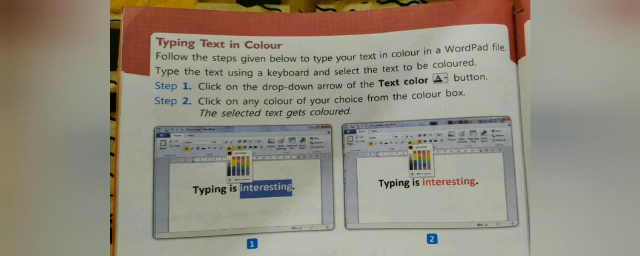 Typing Text in Colour
Follow the steps given below to type your text in colour in a WordPad file.
Type the text using a keyboard and select the text to be coloured.
Step 1. Click on the drop-down arrow of the Text color A button.
Step 2. Click on any colour of your choice from the colour box.
The selected text gets coloured.
Typing is interesting.
Typing is interesting.
1
2